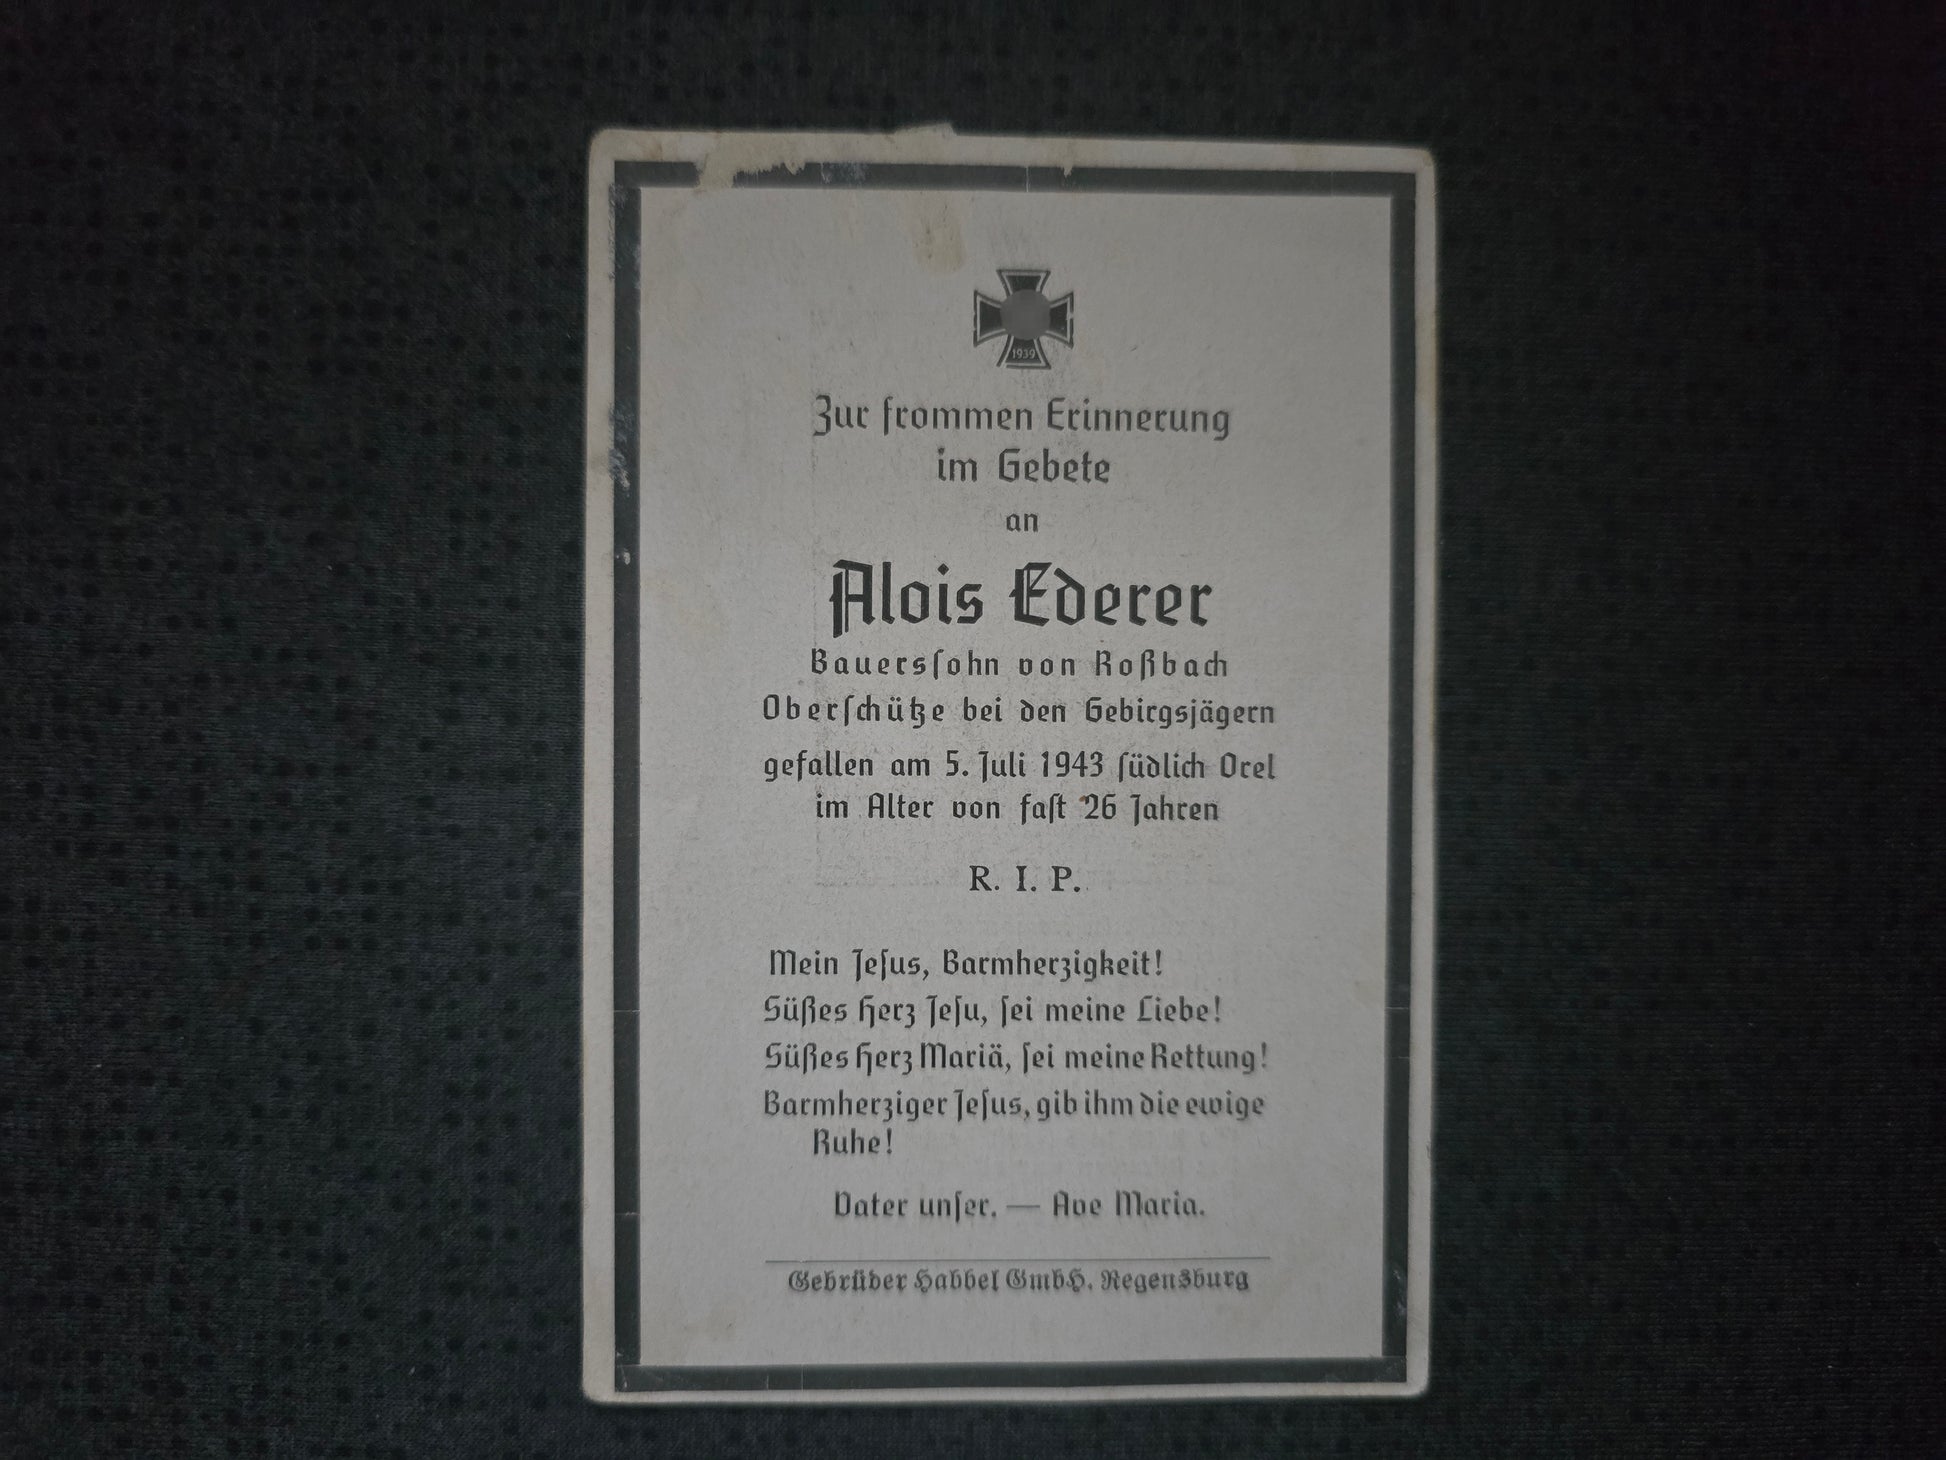 1939
Zur frommen Erinnerung
im Gebete
an
Alois Ederer
Bauerssohn von Roßbach
Oberschütze bei den Gebirgsjägern
gefallen am 5. Juli 1943 südlich Orel
im Alter von fast 26 Jahren
R. I. P.
Mein Jesus, Barmherzigkeit!
Süßes Herz Jesu, sei meine Liebe!
Süßes Herz Mariä, sei meine Rettung!
Barmherziger Jesus, gib ihm die ewige
Ruhe!
Vater unser. — Ave Maria.
Gebrüder Habbel GmbH. Regensburg